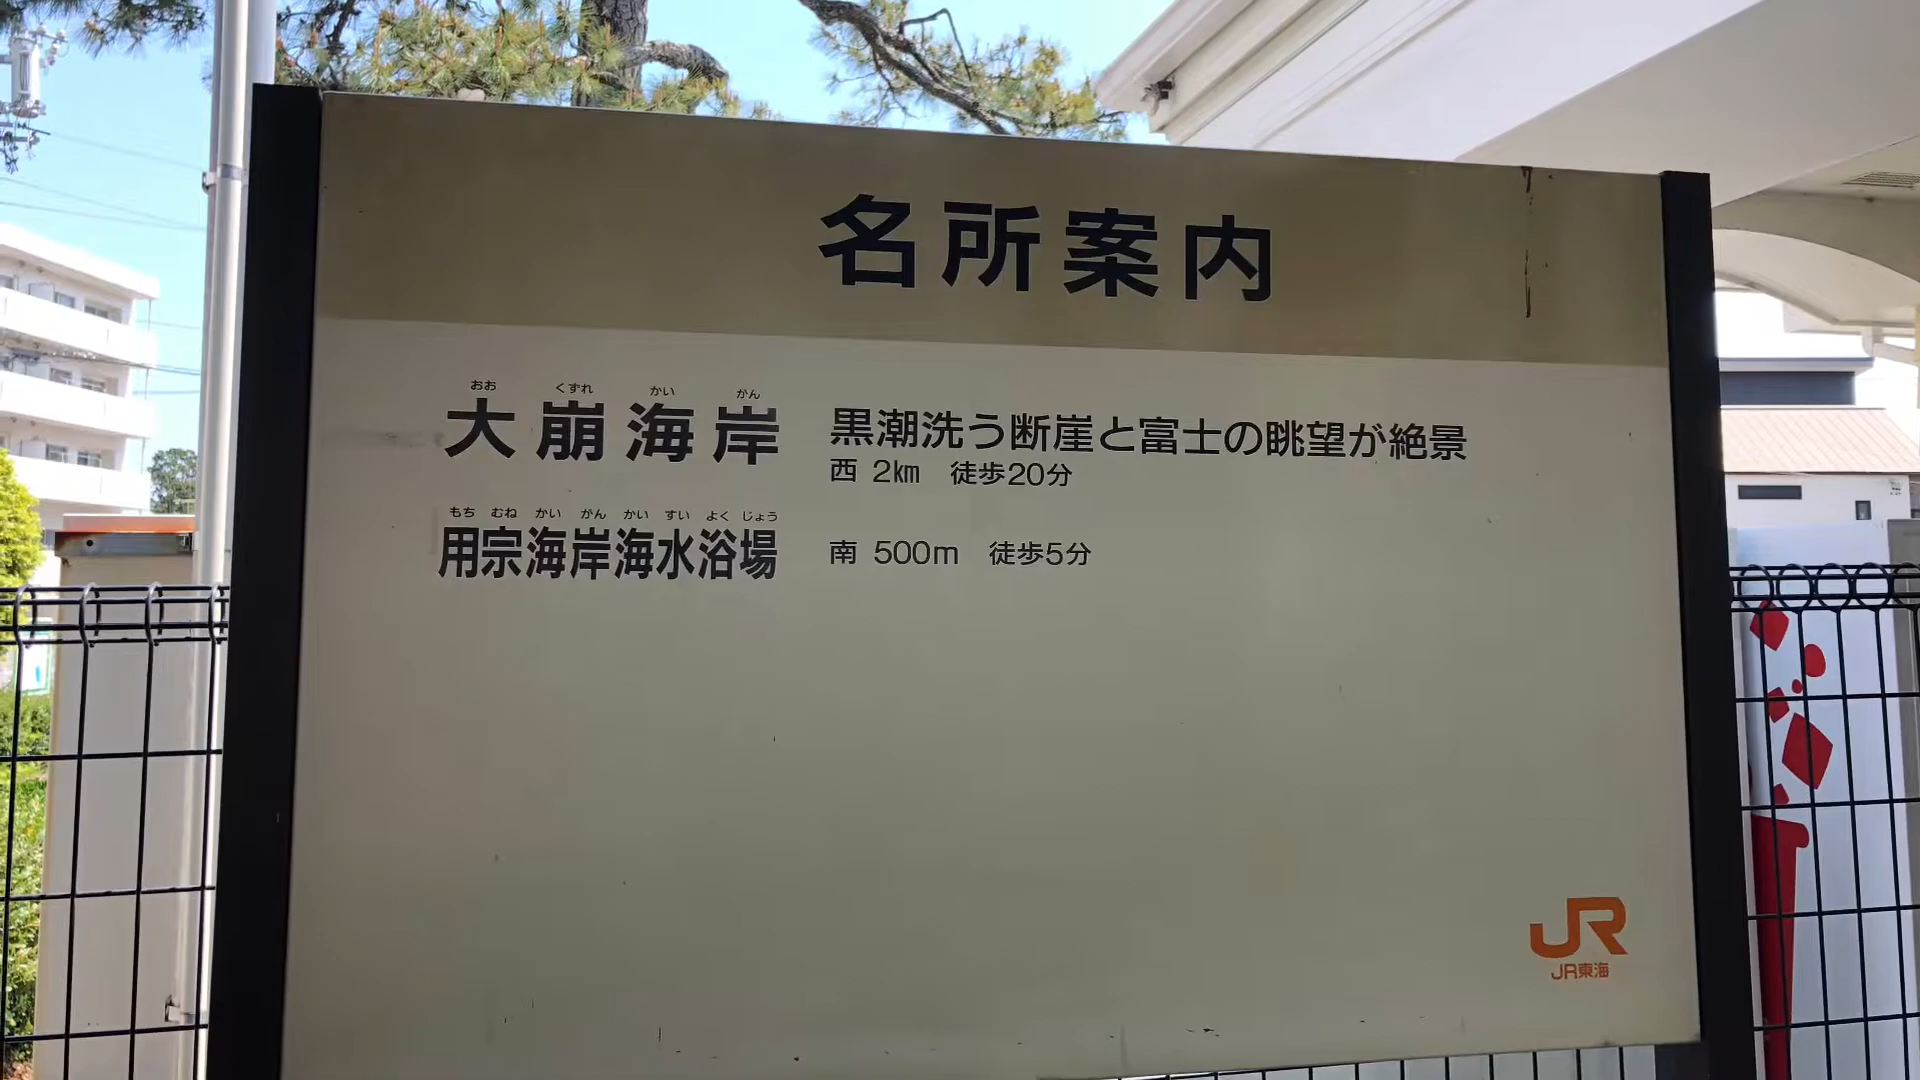 名所案内
おお くずれ かい がん
大崩海岸 黒潮洗う断崖と富士の眺望が絶景
西 2㎞ 徒歩20分
もち むね かい がん かい すい よく じょう
用宗海岸海水浴場 南 500m 徒歩5分
JR
JR東海